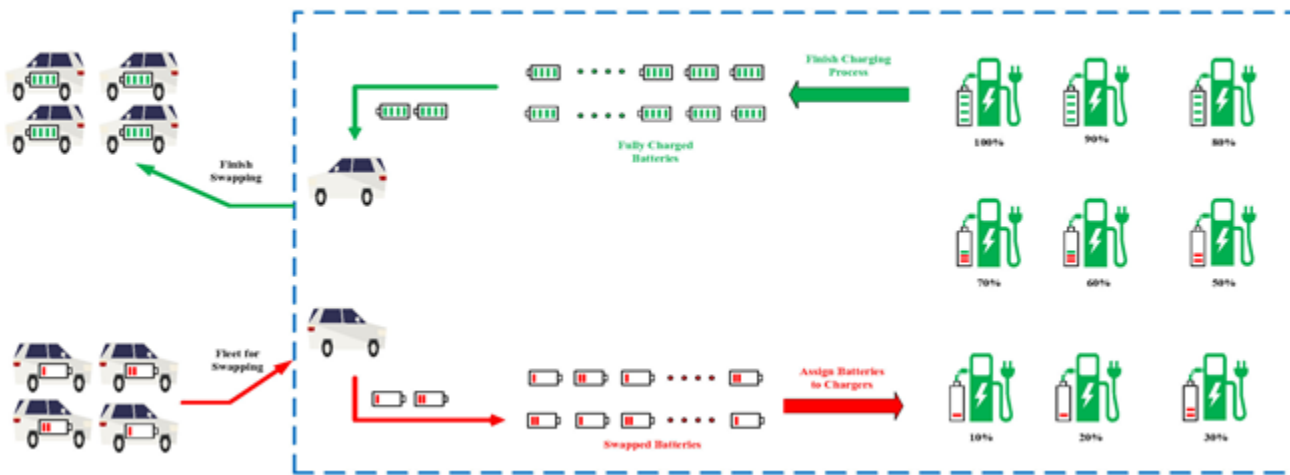 Finish Charging
Process
100%
90%
80%
Fully Charged
Batteries
Finish
Swapping
70%
60%
50%
Fleet for
Swapping
Assign Batteries
to Chargers
10%
20%
30%
Swapped Batteries